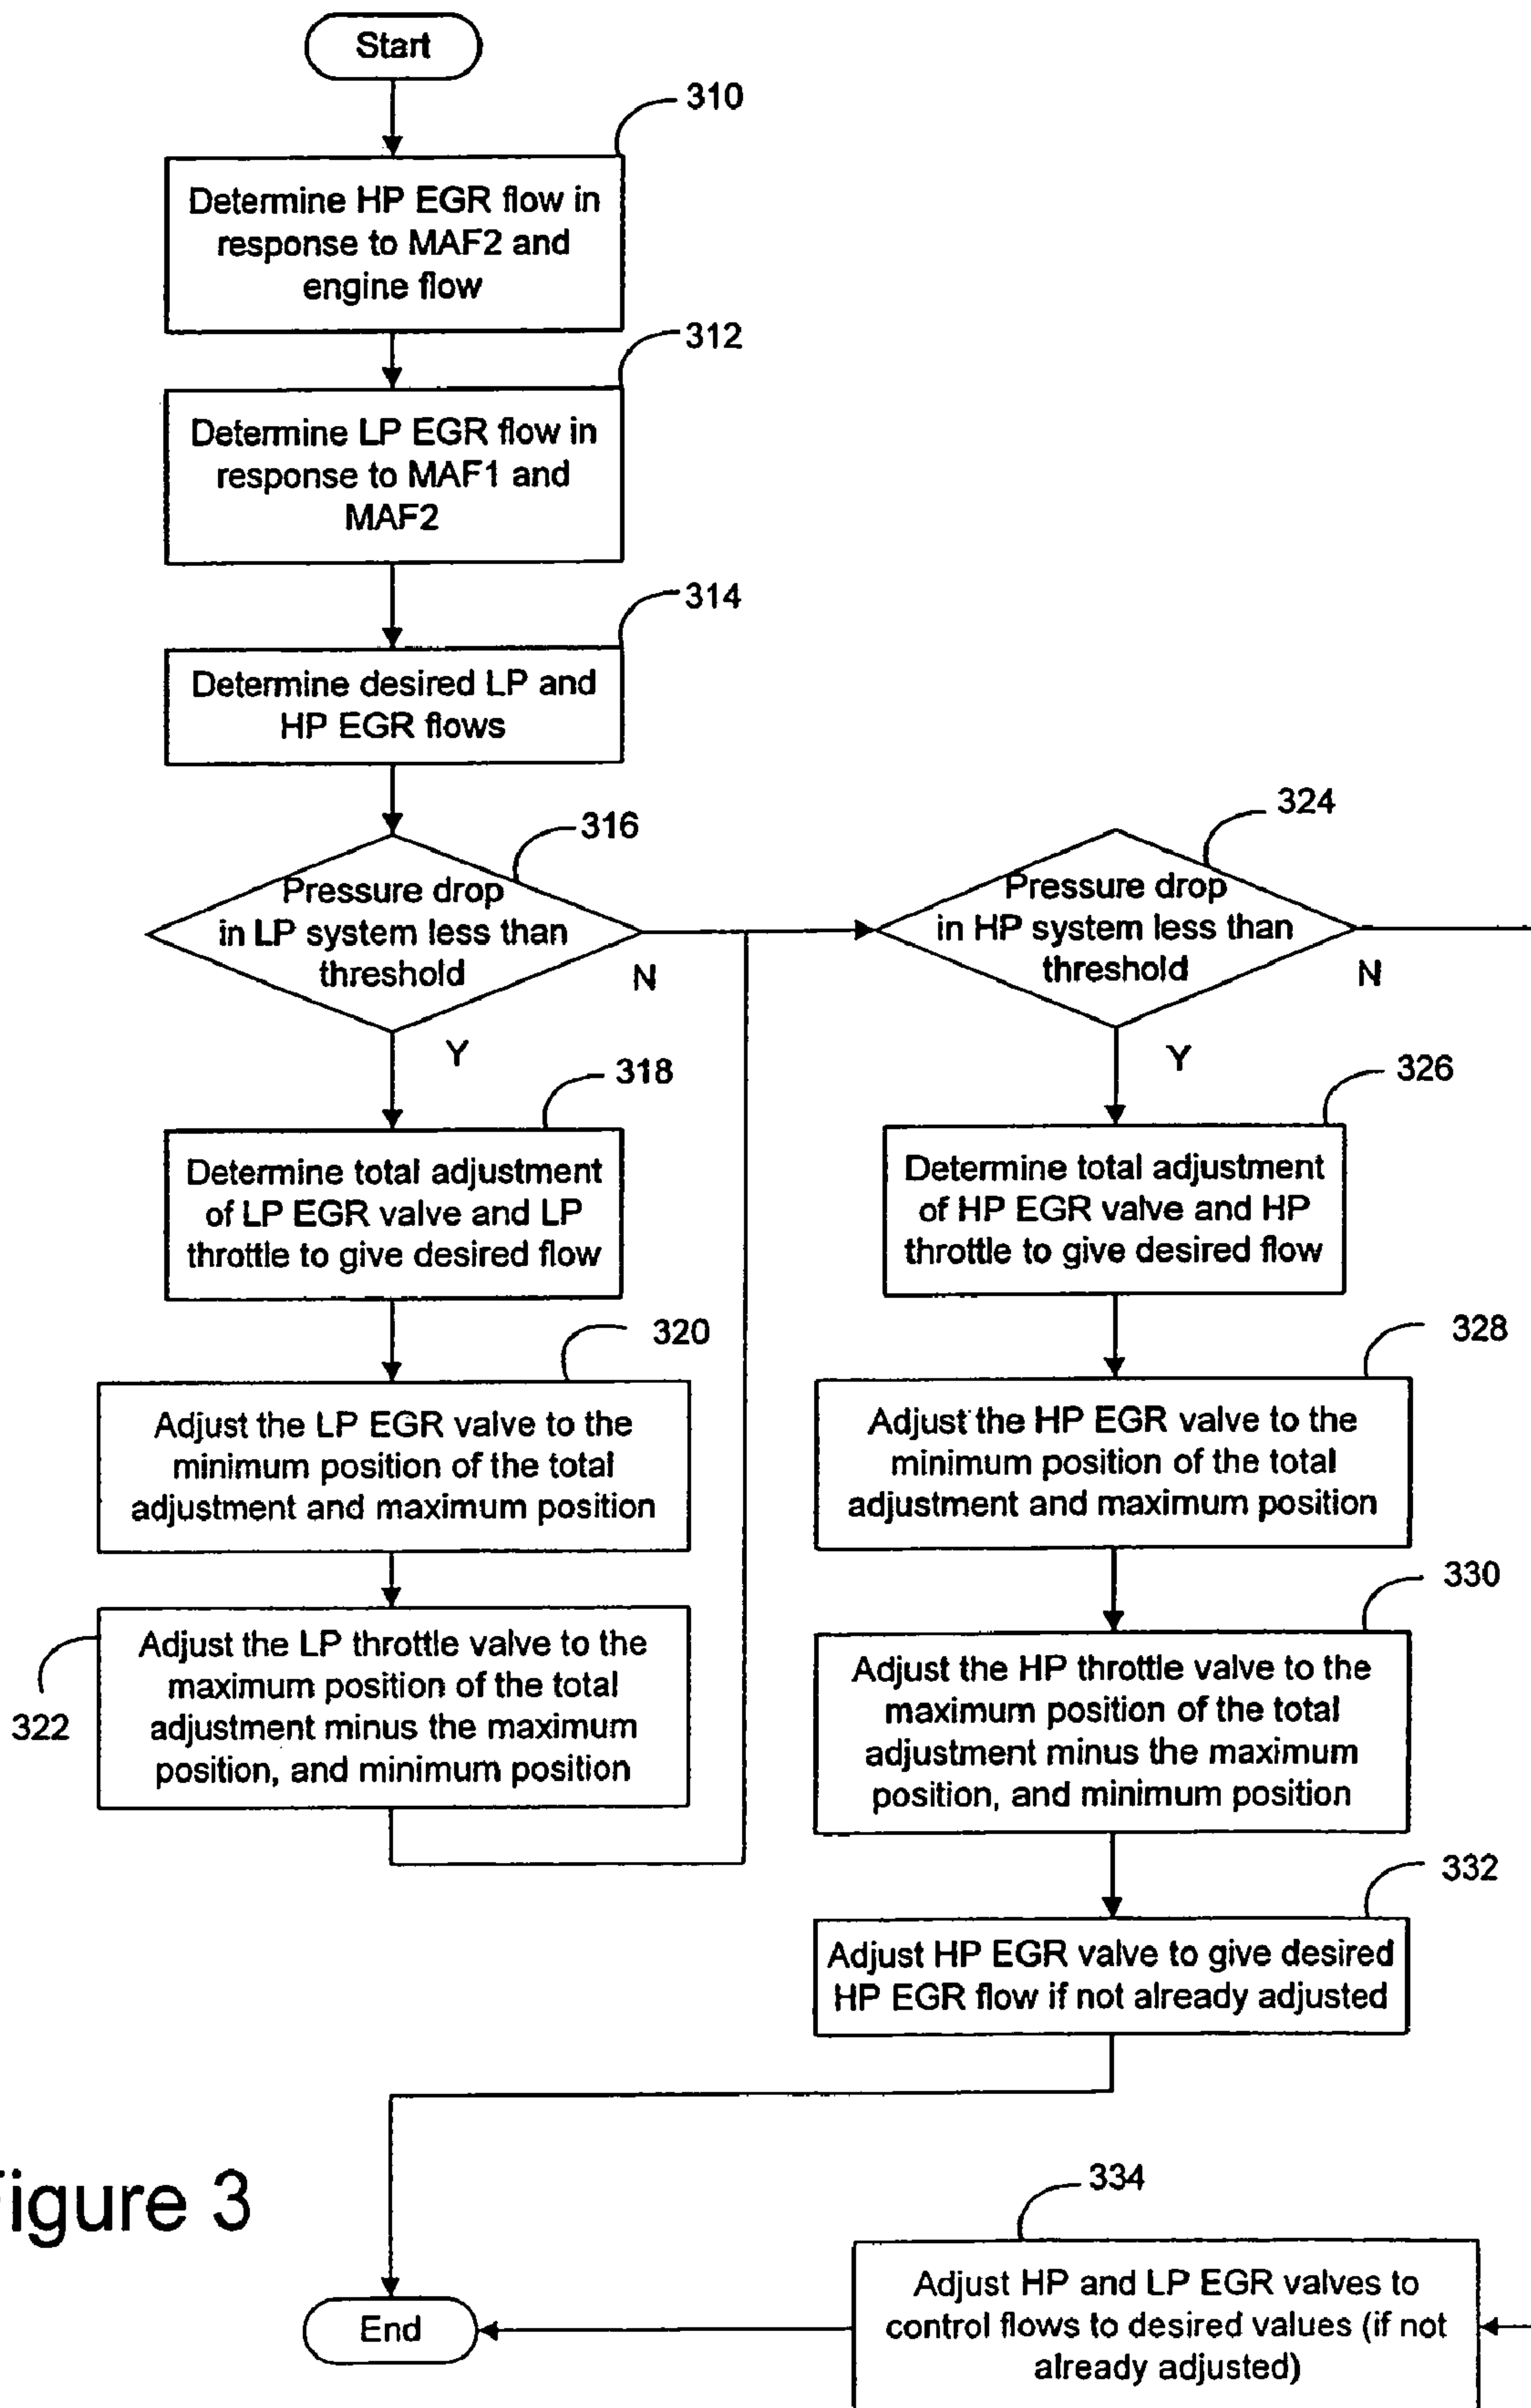 Start
310
Determine HP EGR flow in
response to MAF2 and
engine flow
312
Determine LP EGR flow in
response to MAF1 and
MAF2
314
Determine desired LP and
HP EGR flows
316
Pressure drop
in LP system less than
threshold
N
Y
318
Determine total adjustment
of LP EGR valve and LP
throttle to give desired flow
320
Adjust the LP EGR valve to the
minimum position of the total
adjustment and maximum position
322
Adjust the LP throttle valve to the
maximum position of the total
adjustment minus the maximum
position, and minimum position
324
Pressure drop
in HP system less than
threshold
N
Y
326
Determine total adjustment
of HP EGR valve and HP
throttle to give desired flow
328
Adjust the HP EGR valve to the
minimum position of the total
adjustment and maximum position
330
Adjust the HP throttle valve to the
maximum position of the total
adjustment minus the maximum
position, and minimum position
332
Adjust HP EGR valve to give desired
HP EGR flow if not already adjusted
334
Adjust HP and LP EGR valves to
control flows to desired values (if not
already adjusted)
End
igure 3